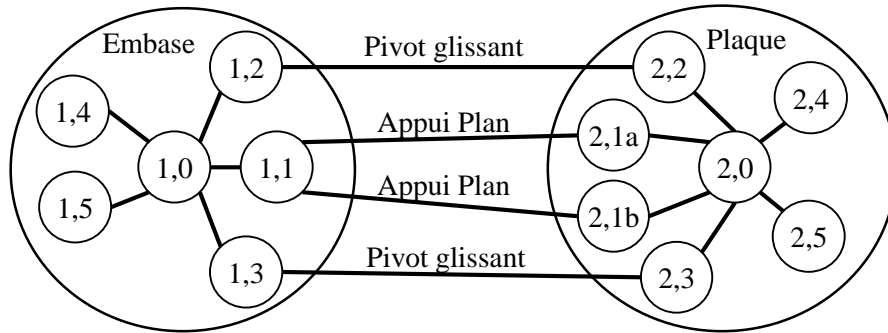 Embase
Pivot glissant
Plaque
1,2
2,2
1,4
2,4
Appui Plan
2,1a
1,0
1,1
2,0
Appui Plan
1,5
2,1b
2,5
Pivot glissant
1,3
2,3